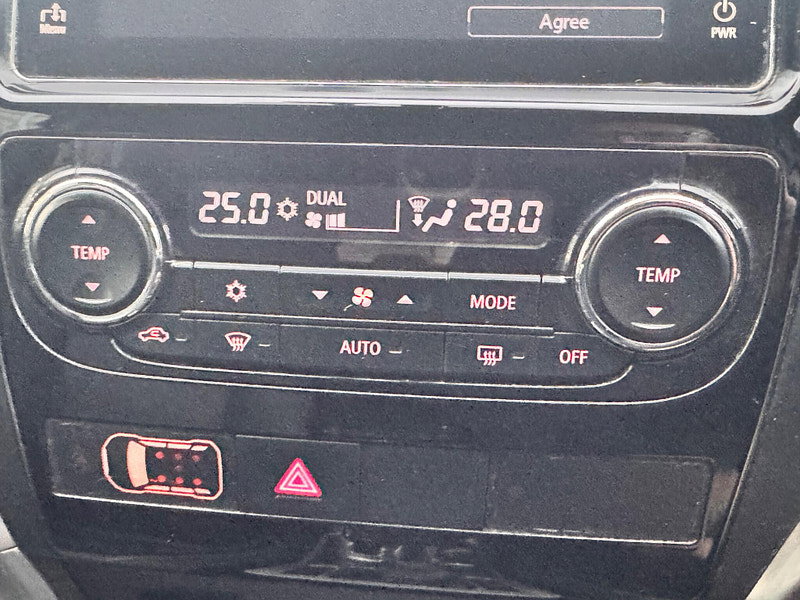 Menu
Agree
PWR
25.0
DUAL
28.0
TEMP
TEMP
MODE
AUTO
OFF